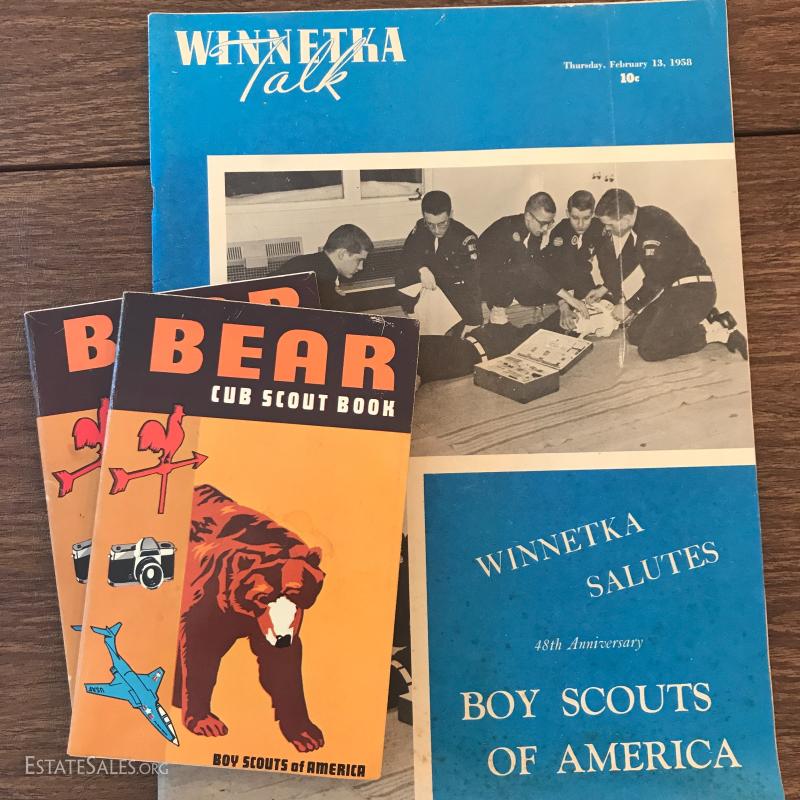 WINNETKA
Talk
Thursday, February 13, 1958
10c
B
BEAR
CUB SCOUT BOOK
USAF
BOY SCOUTS of AMERICA
WINNETKA
SALUTES
48th Anniversary
BOY SCOUTS
OF AMERICA
ESTATESALES.ORG